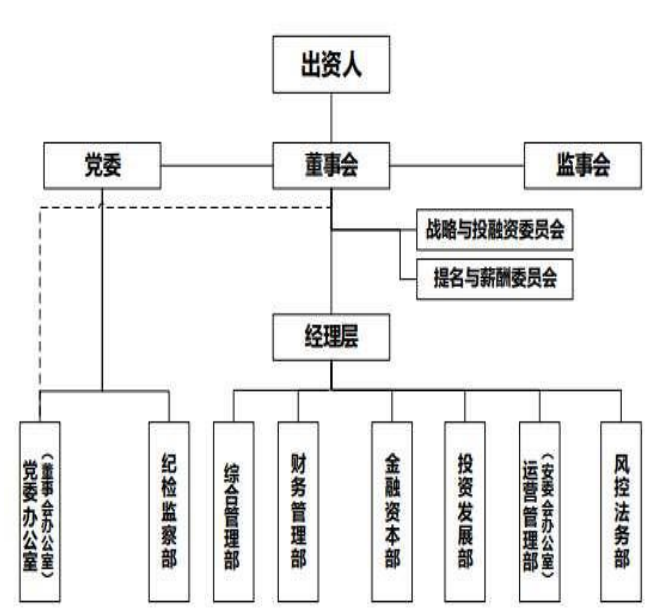 出资人
党委
董事会
监事会
战略与投融资委员会
提名与薪酬委员会
经理层
党委办公室
（董事会办公室）
纪检监察部
综合管理部
财务管理部
金融资本部
投资发展部
运营管理部
（安委会办公室）
风控法务部